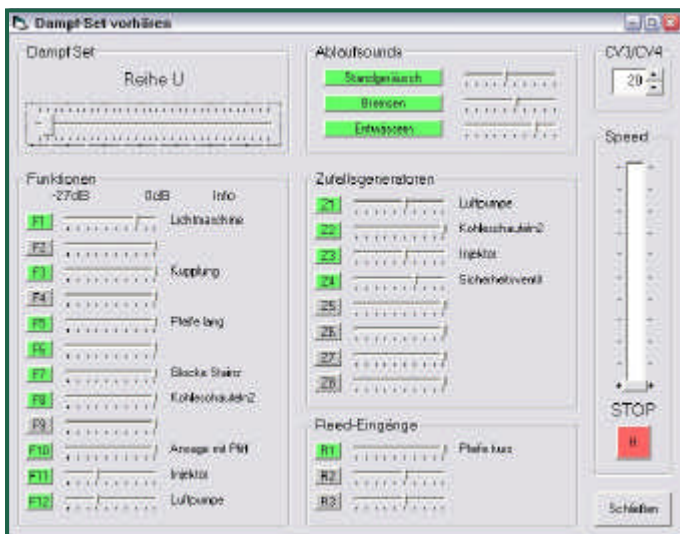 Dampf-Set vorhören
Dampf Set
Reihe U
Ablaufsounds
Standgeräusch
Bremsen
Entwässern
CV3/CV4
20
Speed
STOP
Schließen
Funktionen
-27dB 0dB Info
F1 Lichtmaschine
F2
F3 Kupplung
F4
F5 Pfeife lang
F6
F7 Glocke Stainz
F8 Kohleschaufeln2
F9
F10 Ansage mit Pfiff
F11 Injektor
F12 Luftpumpe
Zufallsgeneratoren
Z1 Luftpumpe
Z2 Kohleschaufeln2
Z3 Injektor
Z4 Sicherheitsventil
Z5
Z6
Z7
Z8
Reed-Eingänge
R1 Pfeife kurz
R2
R3